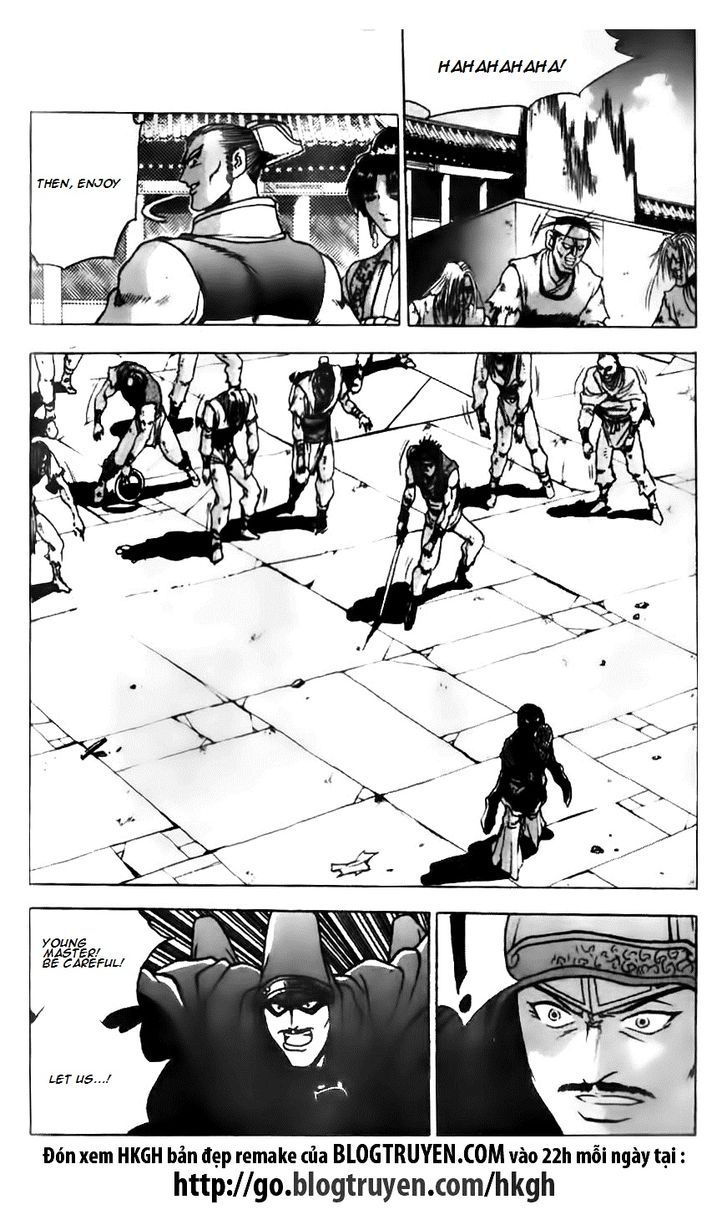 HAHAHAHAHA!
THEN, ENJOY
YOUNG
MASTER!
BE CAREFUL!
LET US...!
!
Đón xem HKGH bản đẹp remake của BLOGTRUYEN.COM vào 22h mỗi ngày tại :
http://go.blogtruyen.com/hkgh